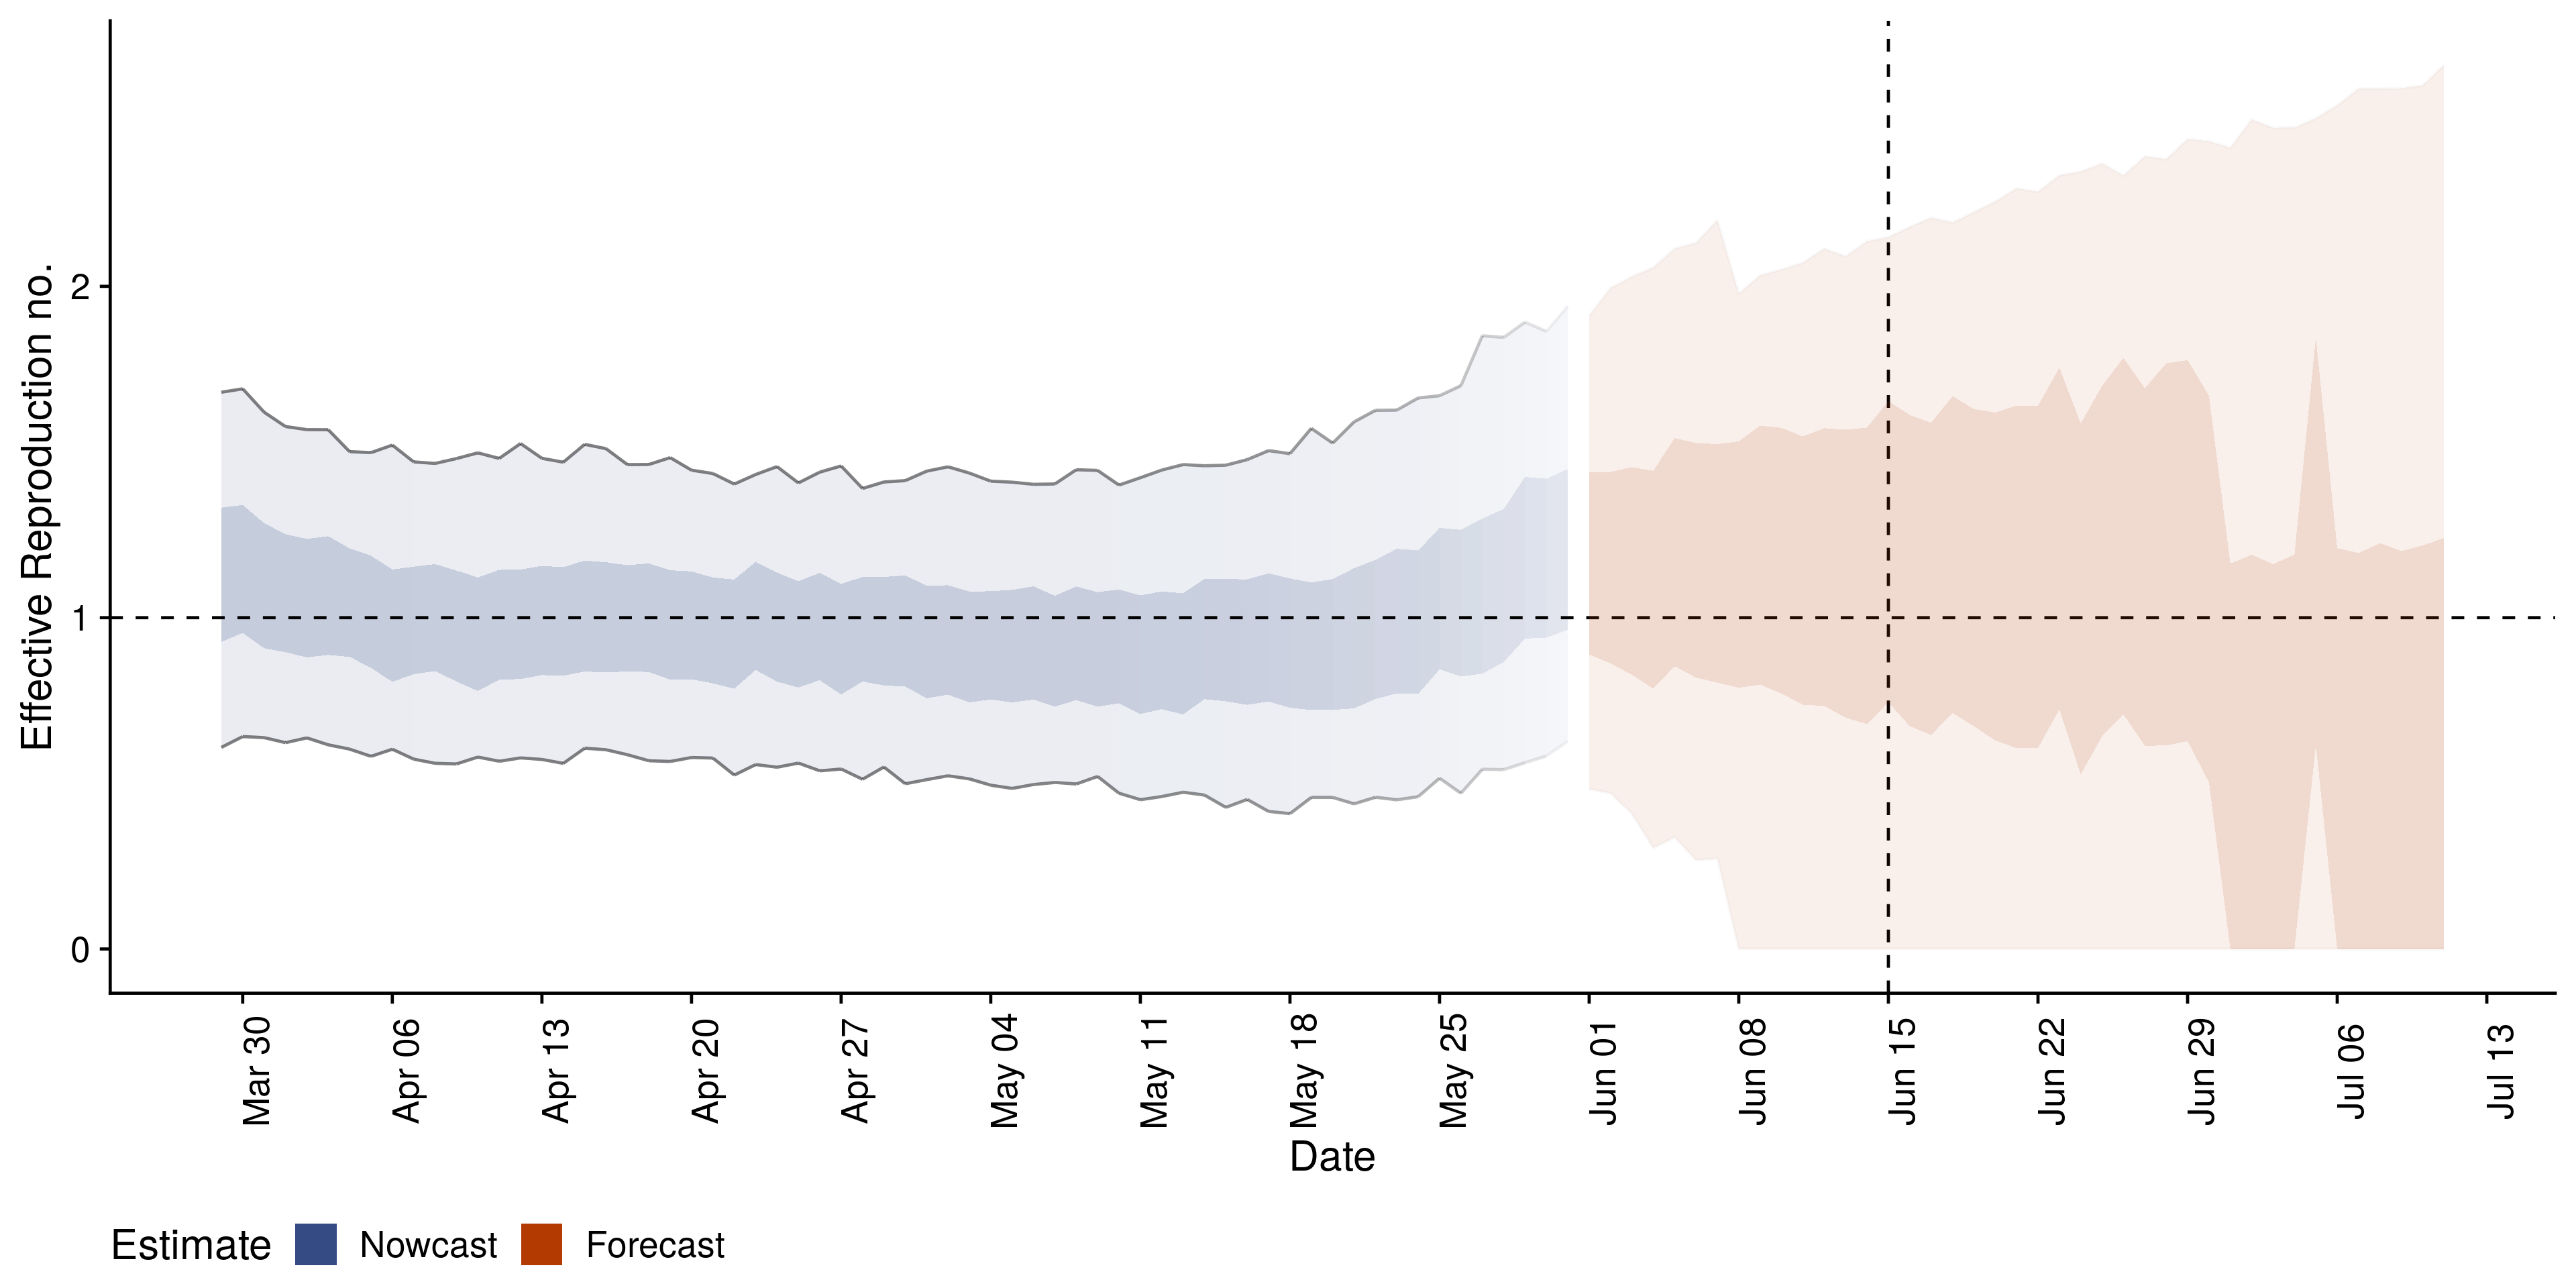 Effective Reproduction no.
2
1
0
Mar 30
Apr 06
Apr 13
Apr 20
Apr 27
May 04
May 11
May 18
May 25
Jun 01
Jun 08
Jun 15
Jun 22
Jun 29
Jul 06
Jul 13
Date
Estimate Nowcast Forecast